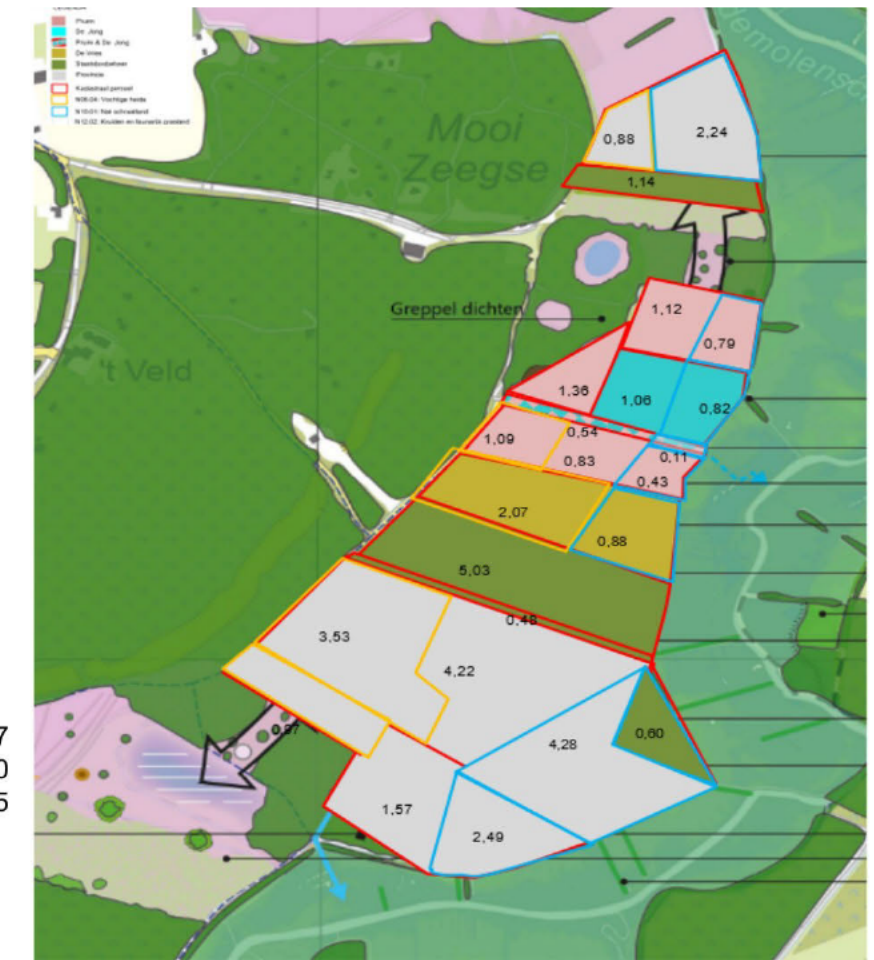 Pruim
De Jong
Pruim & De Jong
De Vries
Staatsbosbeheer
Provincie
Kadastraal perceel
N06.04: Vochtige heide
N10.01: Nat schraalland
N12.02: Kruiden en faunarijk grasland
demolensch
Mooi
Zeegse
0,88
2,24
1,14
Greppel dichten
1,12
0,79
't Veld
1,36
1,06
0,82
1,09
0,54
0,83
0,11
0,43
2,07
0,88
5,03
0,48
3,53
4,22
4,28
0,60
1,57
2,49
7
0
5